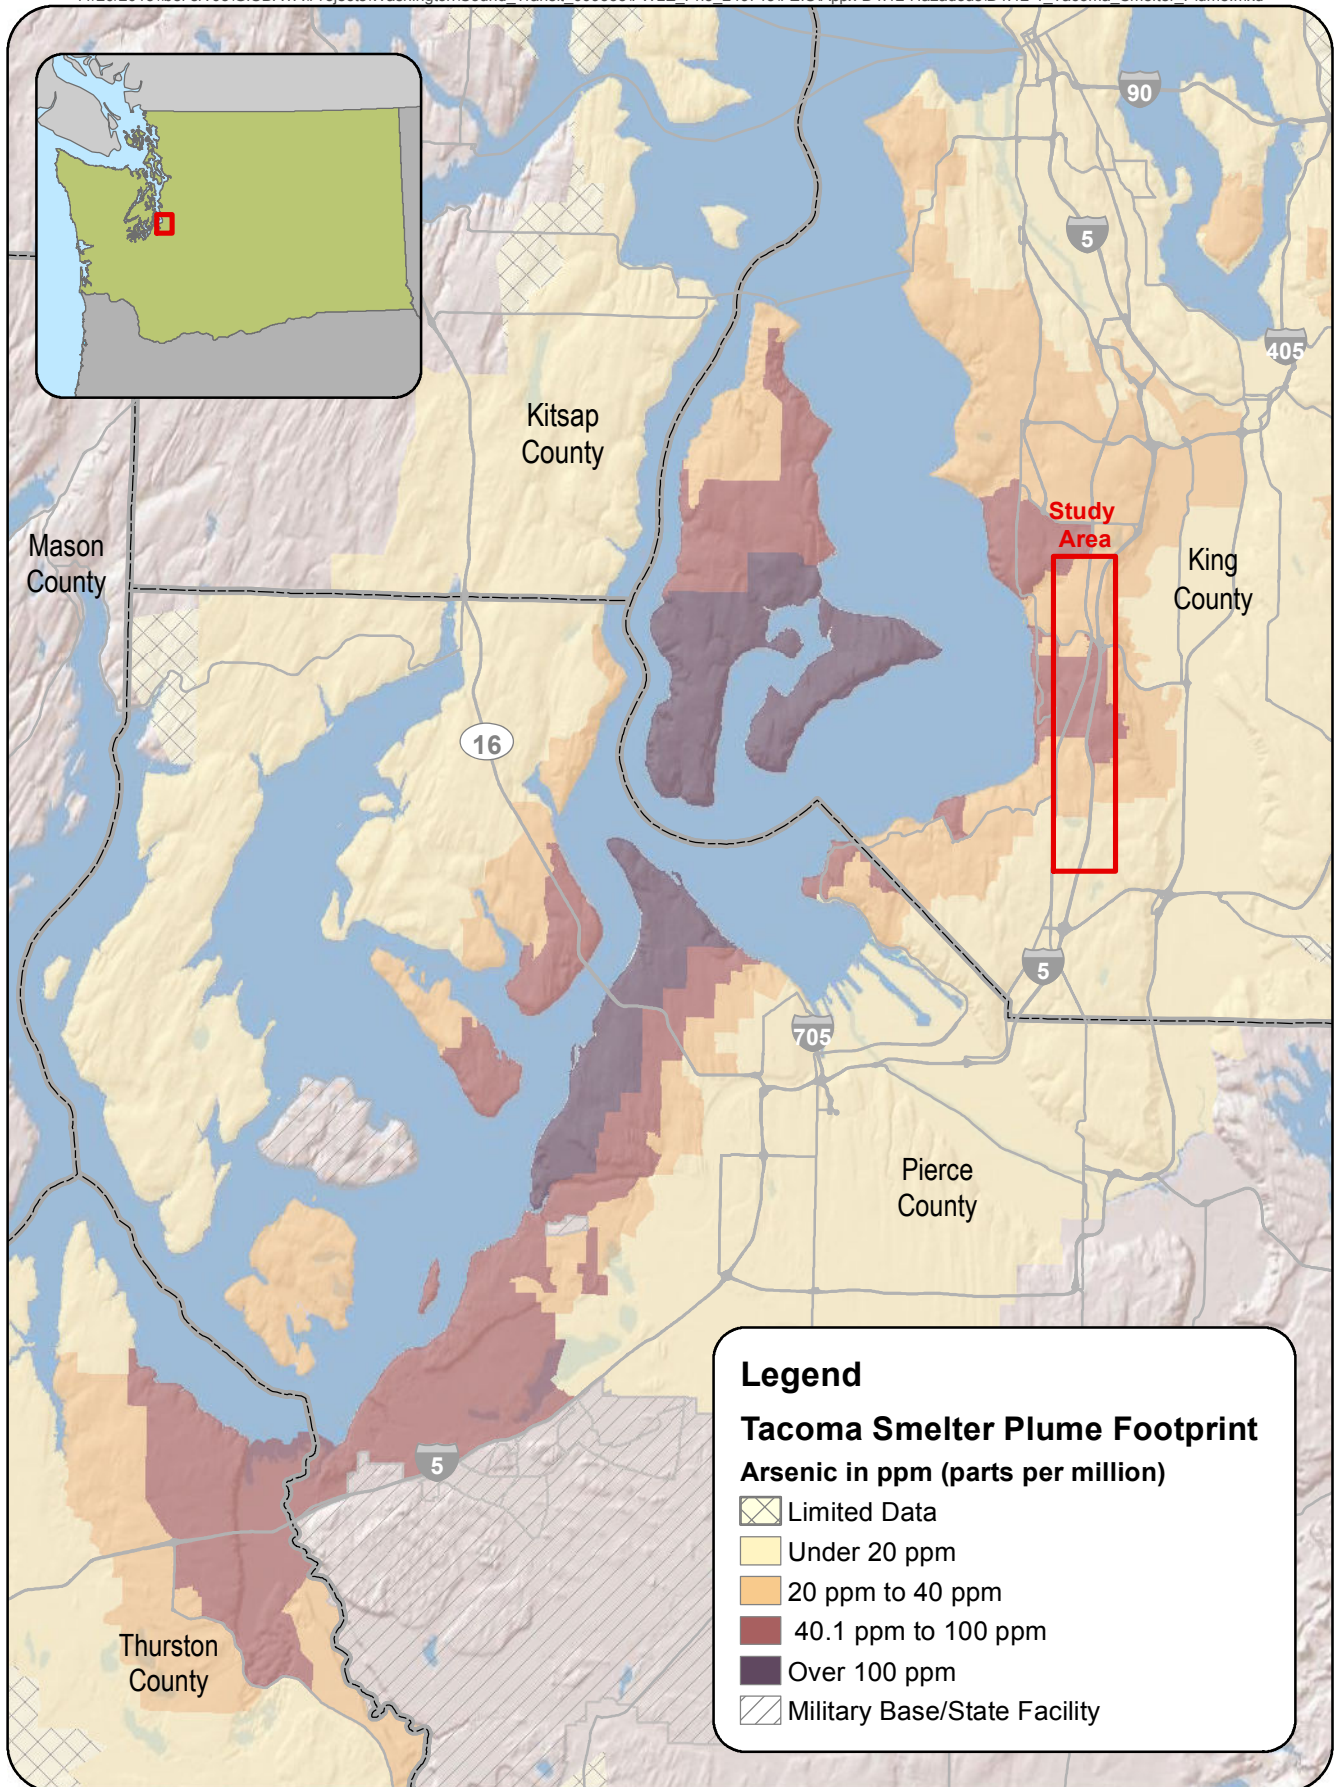 90
5
405
Kitsap
County
Study
Area
Mason
County
King
County
16
5
705
Pierce
County
Legend
Tacoma Smelter Plume Footprint
Arsenic in ppm (parts per million)
Limited Data
Under 20 ppm
20 ppm to 40 ppm
40.1 ppm to 100 ppm
Over 100 ppm
Military Base/State Facility
5
Thurston
County